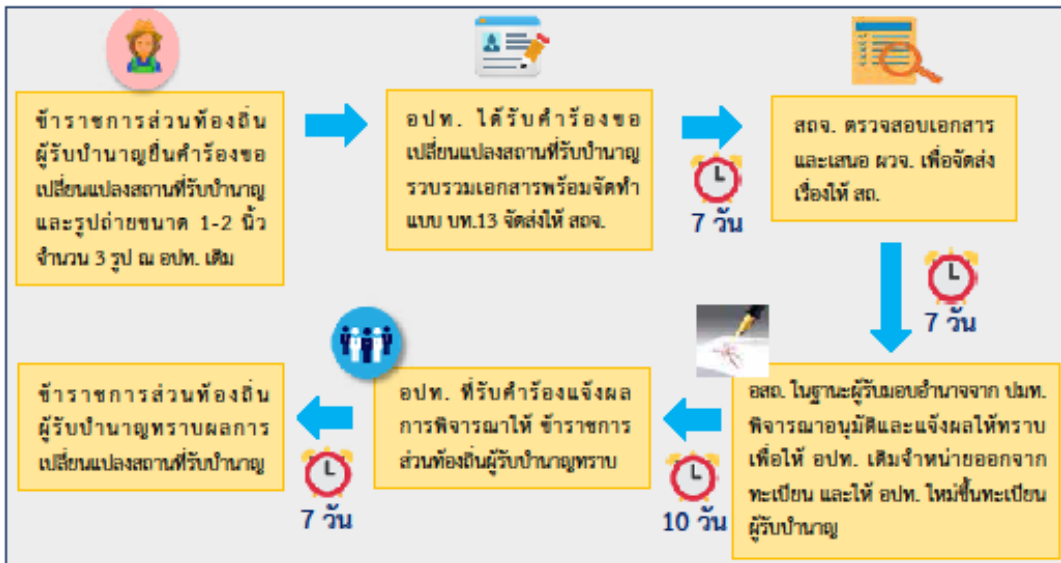 ข้าราชการส่วนท้องถิ่น
ผู้รับบำนาญยื่นคำร้องขอ
เปลี่ยนแปลงสถานที่รับบำนาญ
และรูปถ่ายขนาด 1-2 นิ้ว
จำนวน 3 รูป ณ อปท. เดิม
อปท. ได้รับคำร้องขอ
เปลี่ยนแปลงสถานที่รับบำนาญ
รวบรวมเอกสารพร้อมจัดทำ
แบบ บท.13 จัดส่งให้ สถจ.
7 วัน
สถจ. ตรวจสอบเอกสาร
และเสนอ ผวจ. เพื่อจัดส่ง
เรื่องให้ สถ.
7 วัน
อสถ. ในฐานะผู้รับมอบอำนาจจาก ปมท.
พิจารณาอนุมัติและแจ้งผลให้ทราบ
เพื่อให้ อปท. เดิมจำหน่ายออกจาก
ทะเบียน และให้ อปท. ใหม่ขึ้นทะเบียน
ผู้รับบำนาญ
10 วัน
อปท. ที่รับคำร้องแจ้งผล
การพิจารณาให้ ข้าราชการ
ส่วนท้องถิ่นผู้รับบำนาญทราบ
7 วัน
ข้าราชการส่วนท้องถิ่น
ผู้รับบำนาญทราบผลการ
เปลี่ยนแปลงสถานที่รับบำนาญ